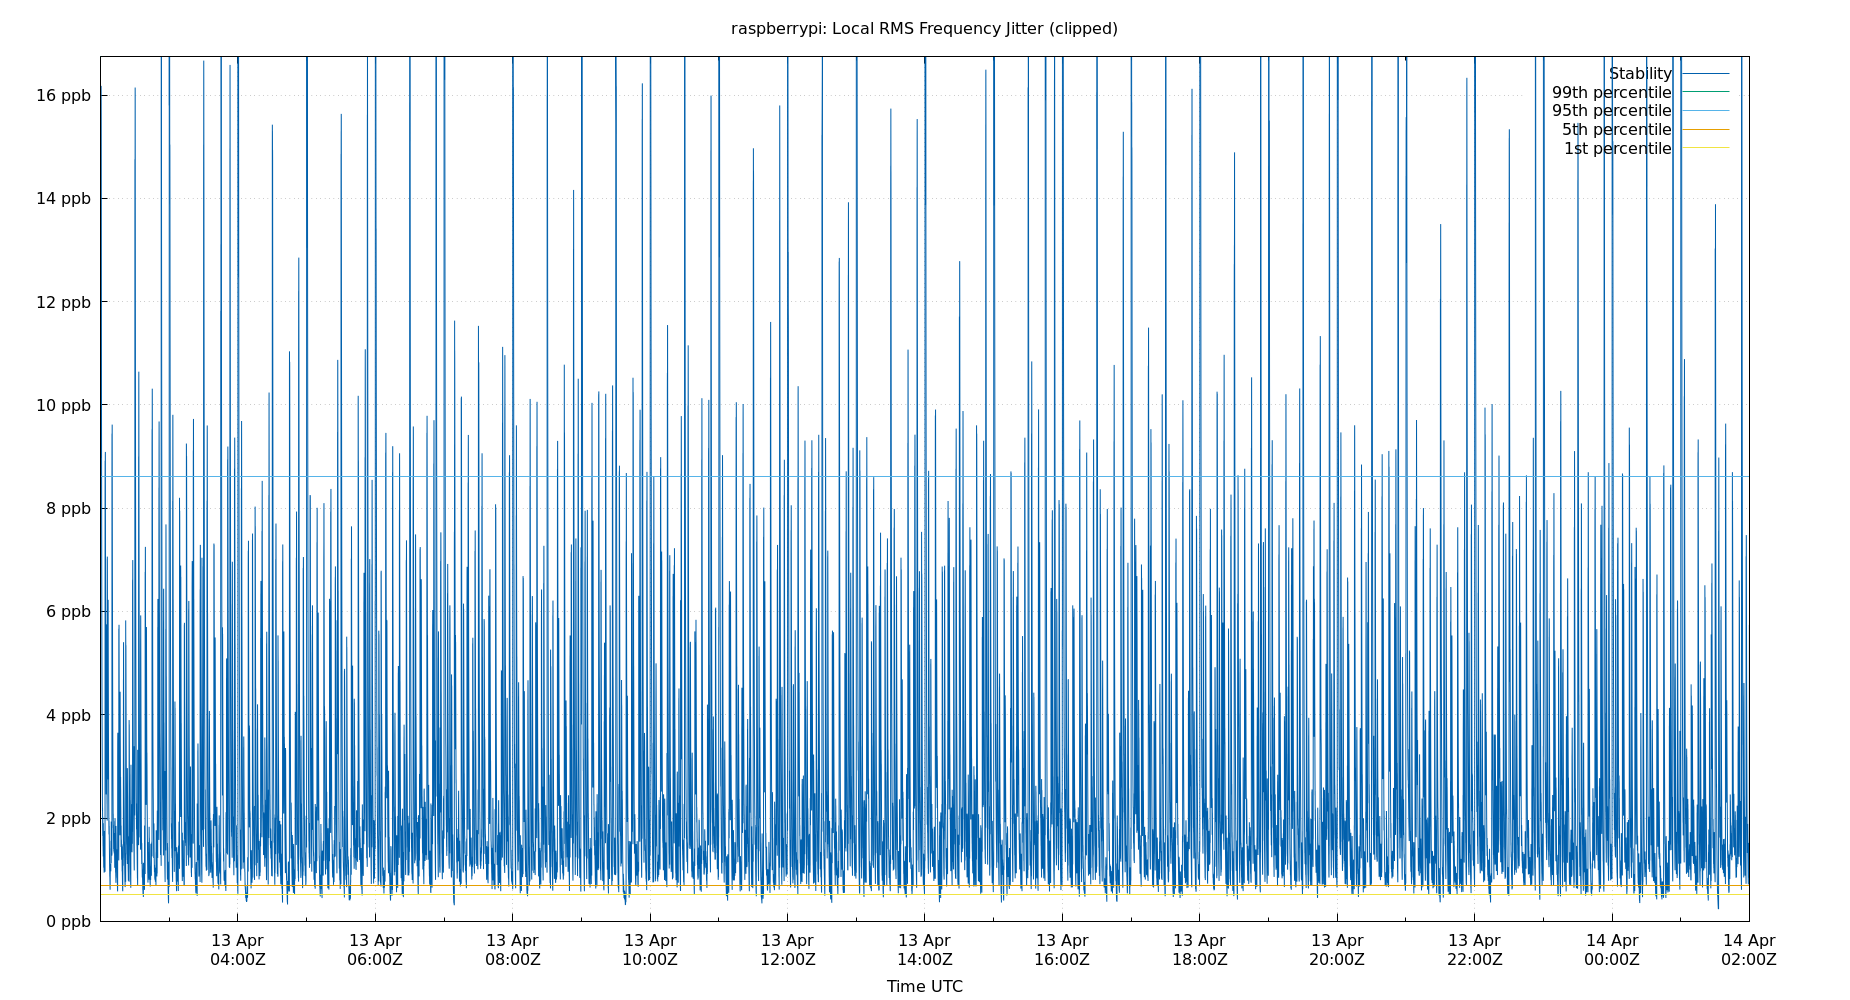 raspberrypi: Local RMS Frequency Jitter (clipped)
Stability
99th percentile
95th percentile
5th percentile
1st percentile
16 ppb
14 ppb
12 ppb
10 ppb
8 ppb
6 ppb
4 ppb
2 ppb
0 ppb
13 Apr 13 Apr 13 Apr 13 Apr 13 Apr 13 Apr 13 Apr 13 Apr 13 Apr 13 Apr 14 Apr 14 Apr
04:00Z 06:00Z 08:00Z 10:00Z 12:00Z 14:00Z 16:00Z 18:00Z 20:00Z 22:00Z 00:00Z 02:00Z
Time UTC